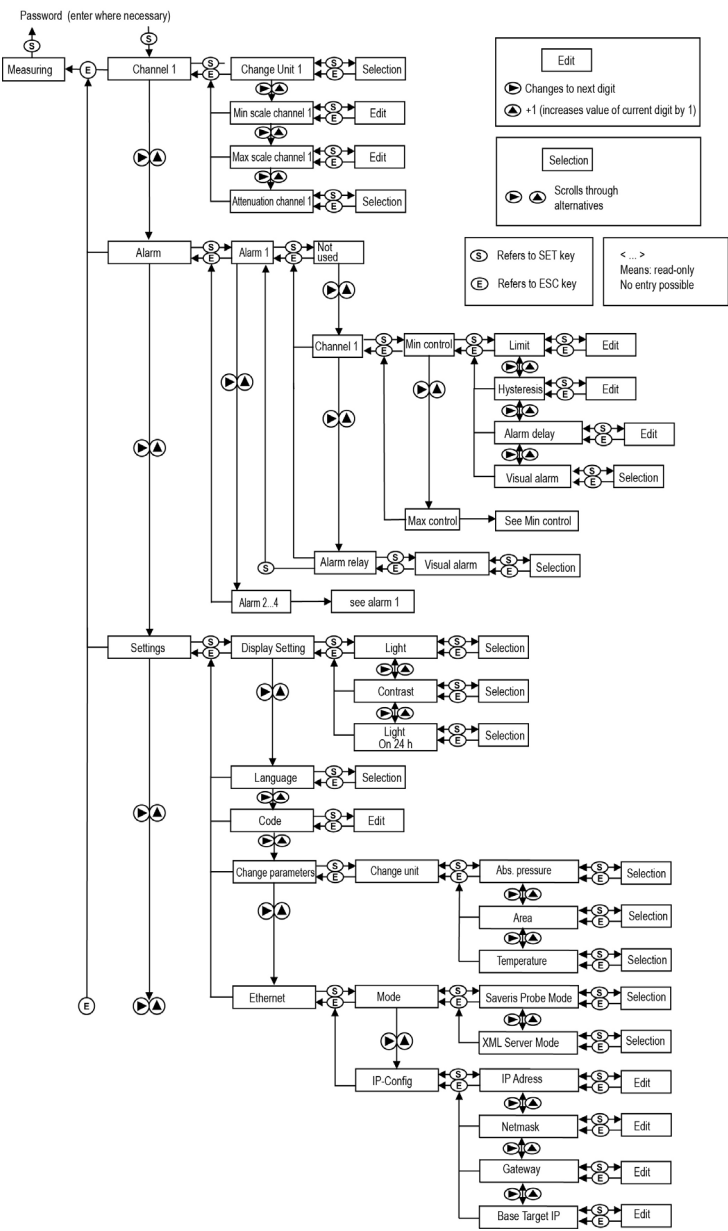 Password (enter where necessary)
S
S
Measuring
E
Channel 1
S
E
Change Unit 1
S
E
Selection
Min scale channel 1
S
E
Edit
Max scale channel 1
S
E
Edit
Attenuation channel 1
S
E
Selection
Edit
Changes to next digit
+1 (increases value of current digit by 1)
Selection
Scrolls through
alternatives
S Refers to SET key
E Refers to ESC key
< ... >
Means: read-only
No entry possible
Alarm
S
E
Alarm 1
S
E
Not
used
Channel 1
S
E
Min control
S
E
Limit
S
E
Edit
Hysteresis
S
E
Edit
Alarm delay
S
E
Edit
Visual alarm
S
E
Selection
Max control
See Min control
S
Alarm relay
S
E
Visual alarm
S
E
Selection
Alarm 2...4
see alarm 1
Settings
S
E
Display Setting
S
E
Light
S
E
Selection
Contrast
S
E
Selection
Light
On 24 h
S
E
Selection
Language
S
E
Selection
Code
S
E
Edit
Change parameters
S
E
Change unit
S
E
Abs. pressure
S
E
Selection
Area
S
E
Selection
Temperature
S
E
Selection
E
Ethernet
S
E
Mode
S
E
Saveris Probe Mode
S
E
Selection
XML Server Mode
S
E
Selection
IP-Config
S
E
IP Adress
S
E
Edit
Netmask
S
E
Edit
Gateway
S
E
Edit
Base Target IP
S
E
Edit